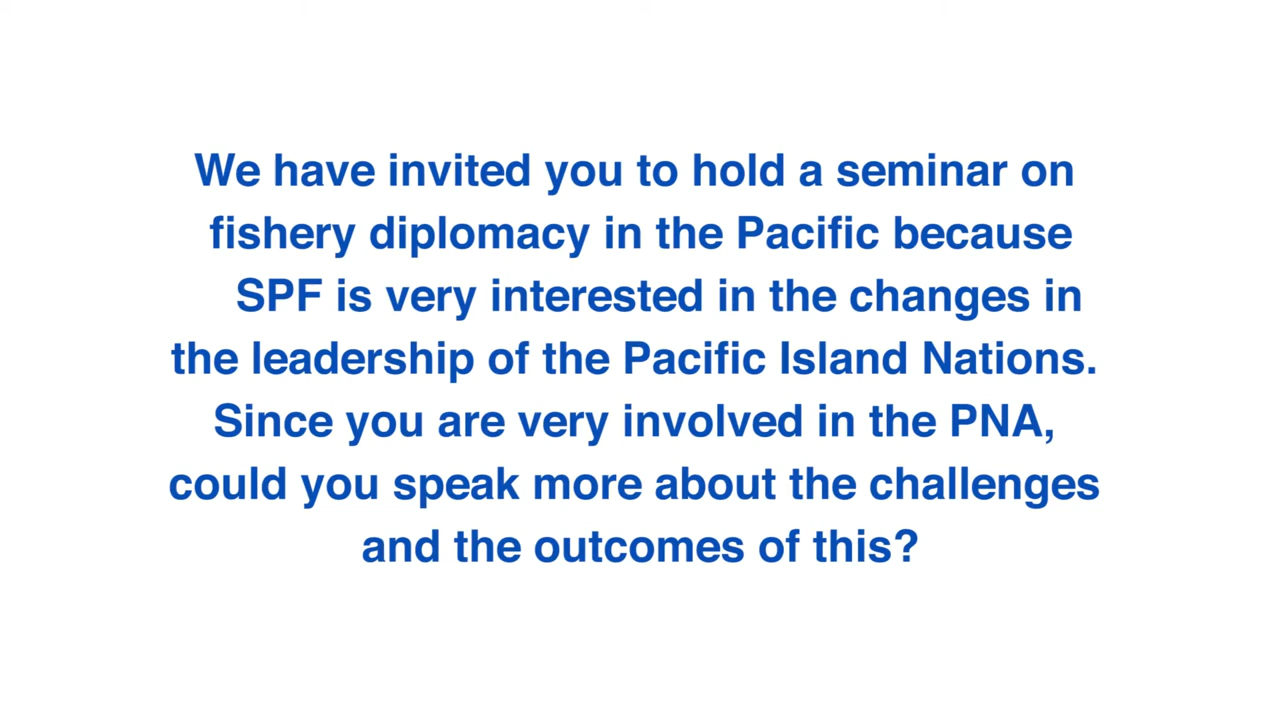 We have invited you to hold a seminar on
fishery diplomacy in the Pacific because
SPF is very interested in the changes in
the leadership of the Pacific Island Nations.
Since you are very involved in the PNA,
could you speak more about the challenges
and the outcomes of this?